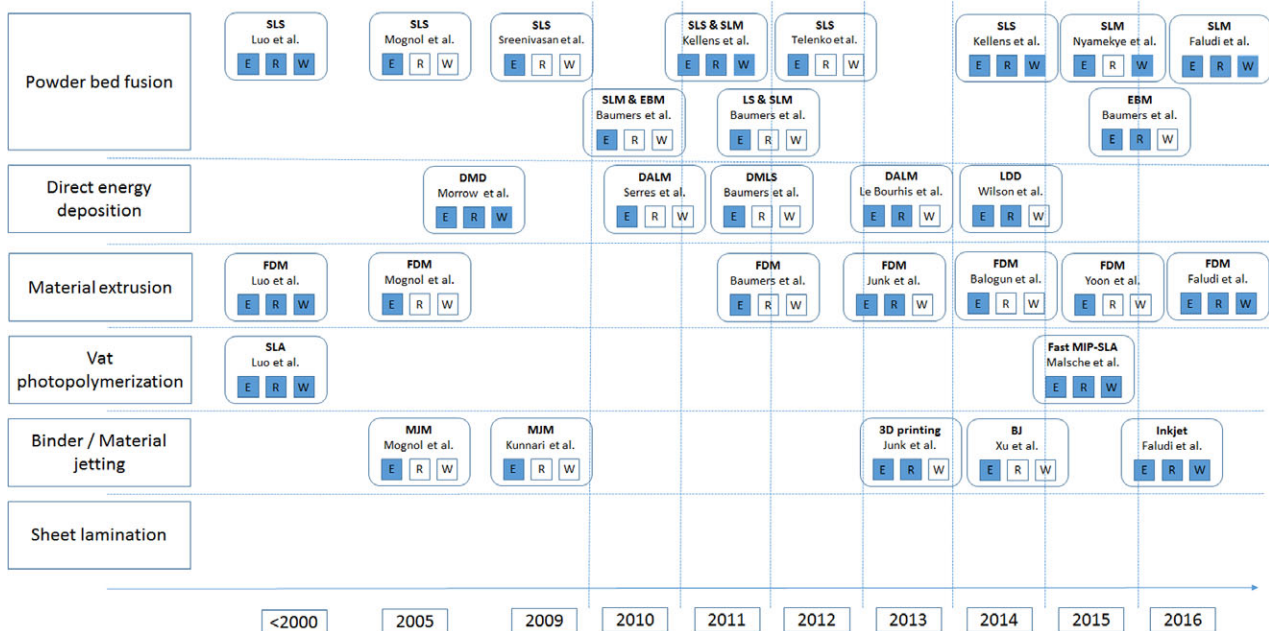 Powder bed fusion
SLS
Luo et al.
E R W
SLS
Mognol et al.
E R W
SLS
Sreenivasan et al.
E R W
SLS & SLM
Kellens et al.
E R W
SLS
Telenko et al.
E R W
SLS
Kellens et al.
E R W
SLM
Nyamekye et al.
E R W
SLM
Faludi et al.
E R W
SLM & EBM
Baumers et al.
E R W
LS & SLM
Baumers et al.
E R W
EBM
Baumers et al.
E R W
Direct energy
deposition
DMD
Morrow et al.
E R W
DALM
Serres et al.
E R W
DMLS
Baumers et al.
E R W
DALM
Le Bourhis et al.
E R W
LDD
Wilson et al.
E R W
Material extrusion
FDM
Luo et al.
E R W
FDM
Mognol et al.
E R W
FDM
Baumers et al.
E R W
FDM
Junk et al.
E R W
FDM
Balogun et al.
E R W
FDM
Yoon et al.
E R W
FDM
Faludi et al.
E R W
Vat
photopolymerization
SLA
Luo et al.
E R W
Fast MIP-SLA
Malsche et al.
E R W
Binder / Material
jetting
MJM
Mognol et al.
E R W
MJM
Kunnari et al.
E R W
3D printing
Junk et al.
E R W
BJ
Xu et al.
E R W
Inkjet
Faludi et al.
E R W
Sheet lamination
<2000 2005 2009 2010 2011 2012 2013 2014 2015 2016